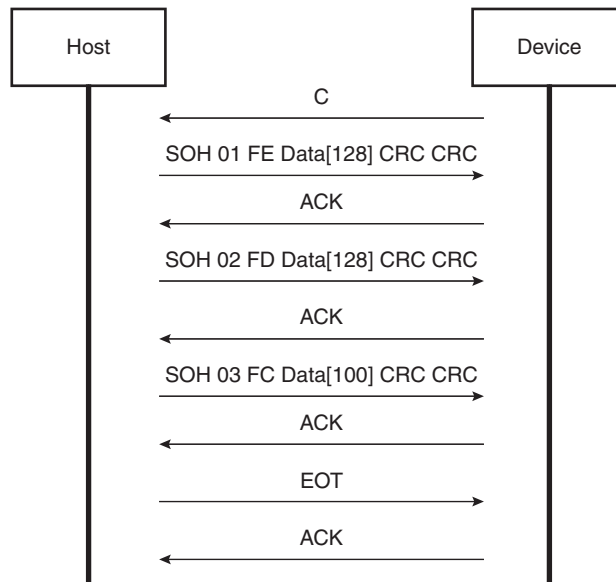 Host
Device
C
SOH 01 FE Data[128] CRC CRC
ACK
SOH 02 FD Data[128] CRC CRC
ACK
SOH 03 FC Data[100] CRC CRC
ACK
EOT
ACK